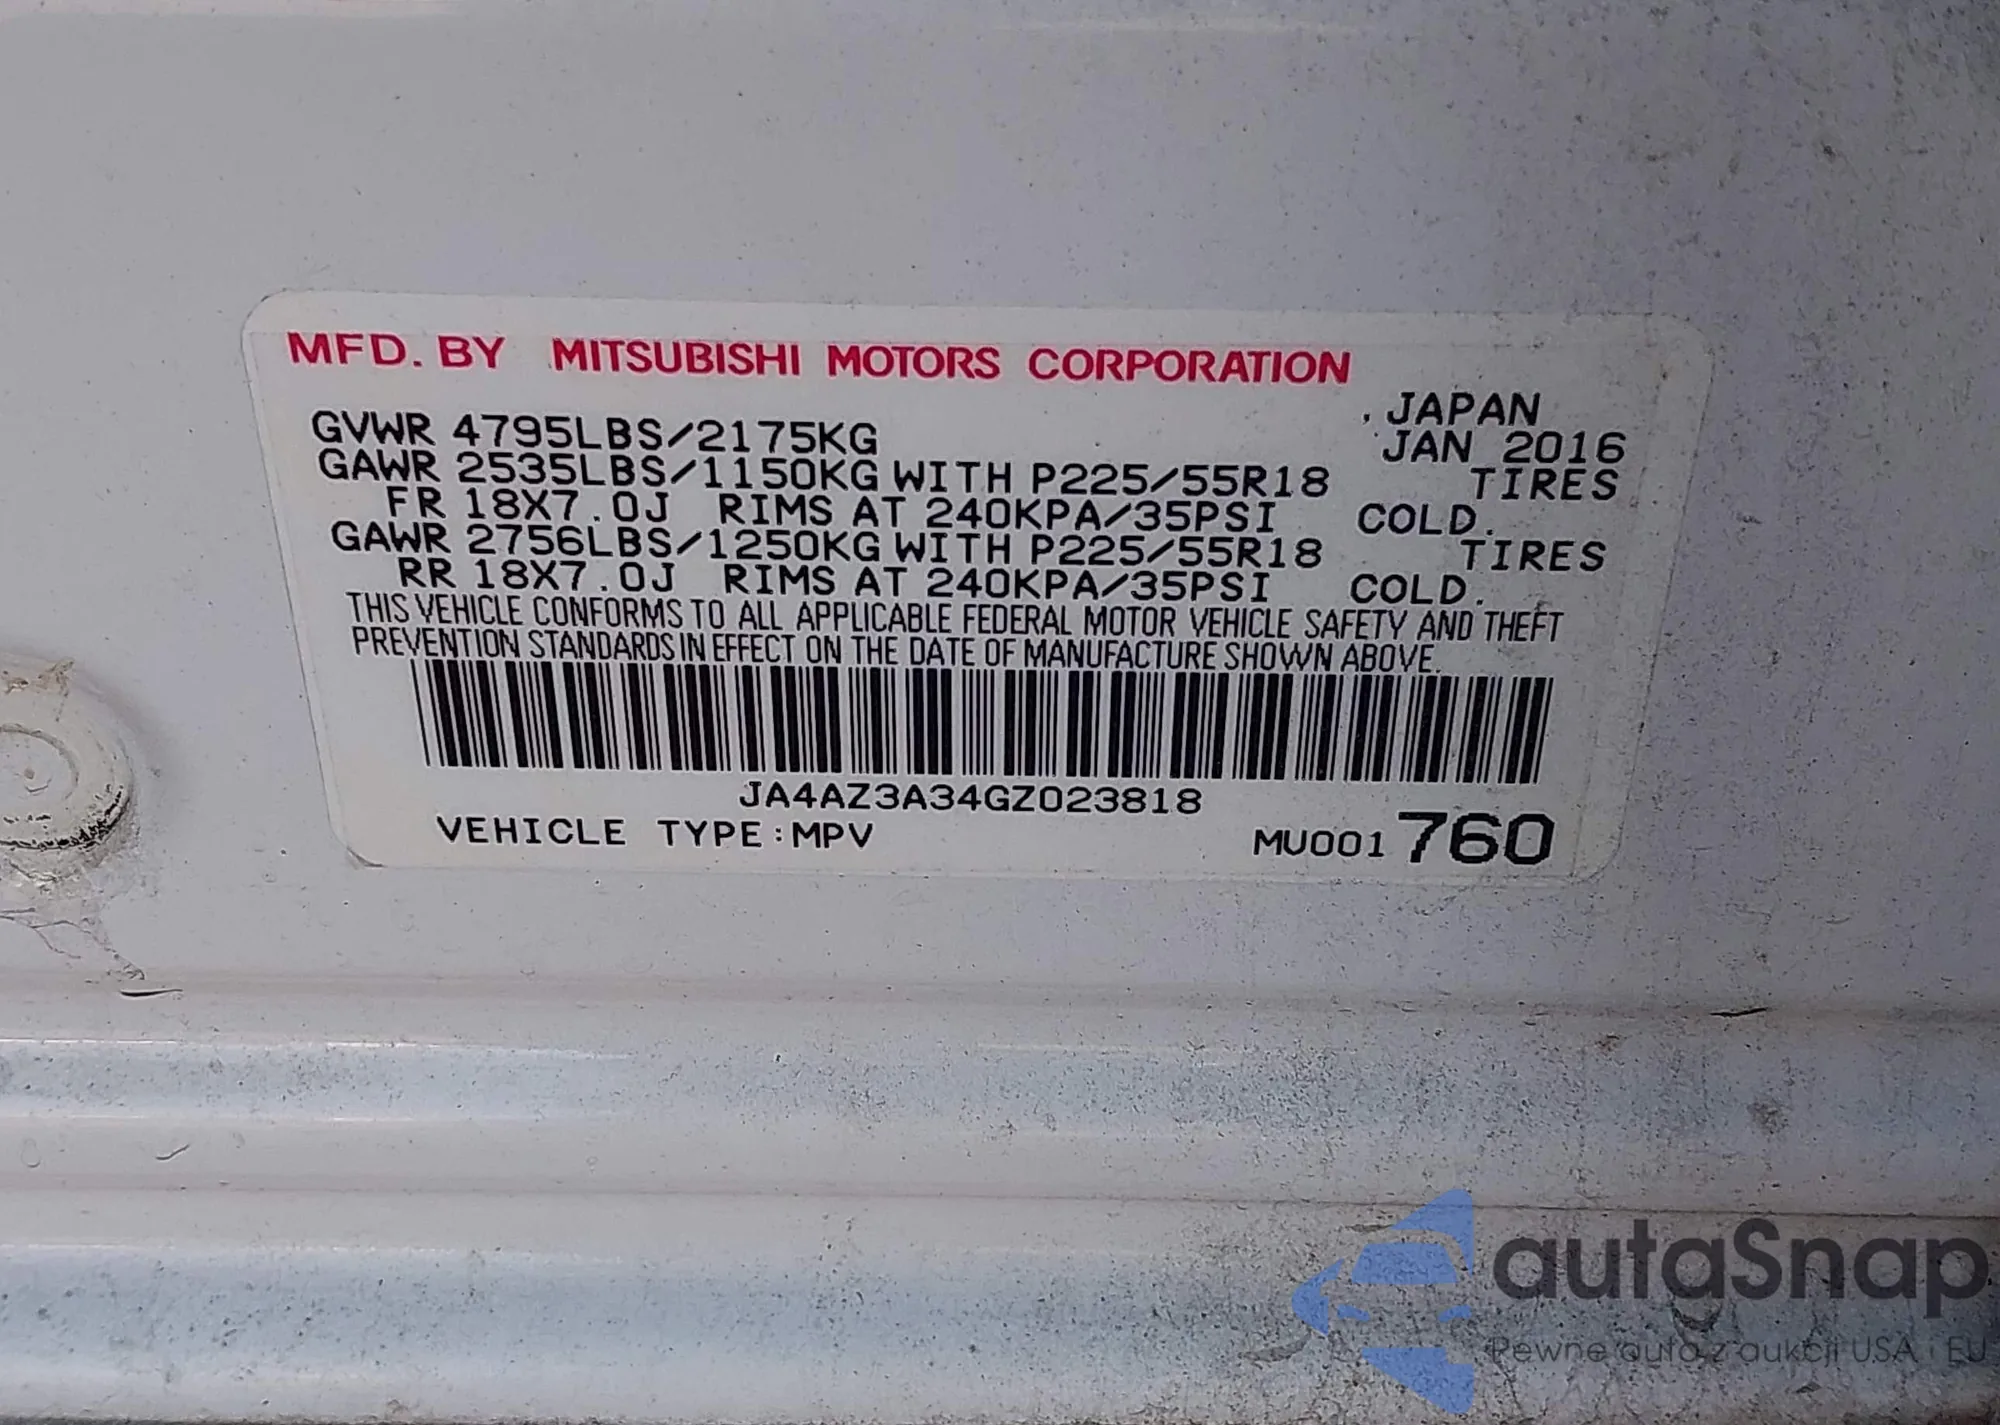 MFD. BY MITSUBISHI MOTORS CORPORATION
, JAPAN
GVWR 4795LBS/2175KG JAN 2016
GAWR 2535LBS/1150KG WITH P225/55R18 TIRES
FR 18X7.0J RIMS AT 240KPA/35PSI COLD.
GAWR 2756LBS/1250KG WITH P225/55R18 TIRES
RR 18X7.0J RIMS AT 240KPA/35PSI COLD.
THIS VEHICLE CONFORMS TO ALL APPLICABLE FEDERAL MOTOR VEHICLE SAFETY AND THEFT
PREVENTION STANDARDS IN EFFECT ON THE DATE OF MANUFACTURE SHOWN ABOVE.
JA4AZ3A34GZ023818
VEHICLE TYPE:MPV MU001 760
autaSnap
Pewne auto z aukcji USA i EU